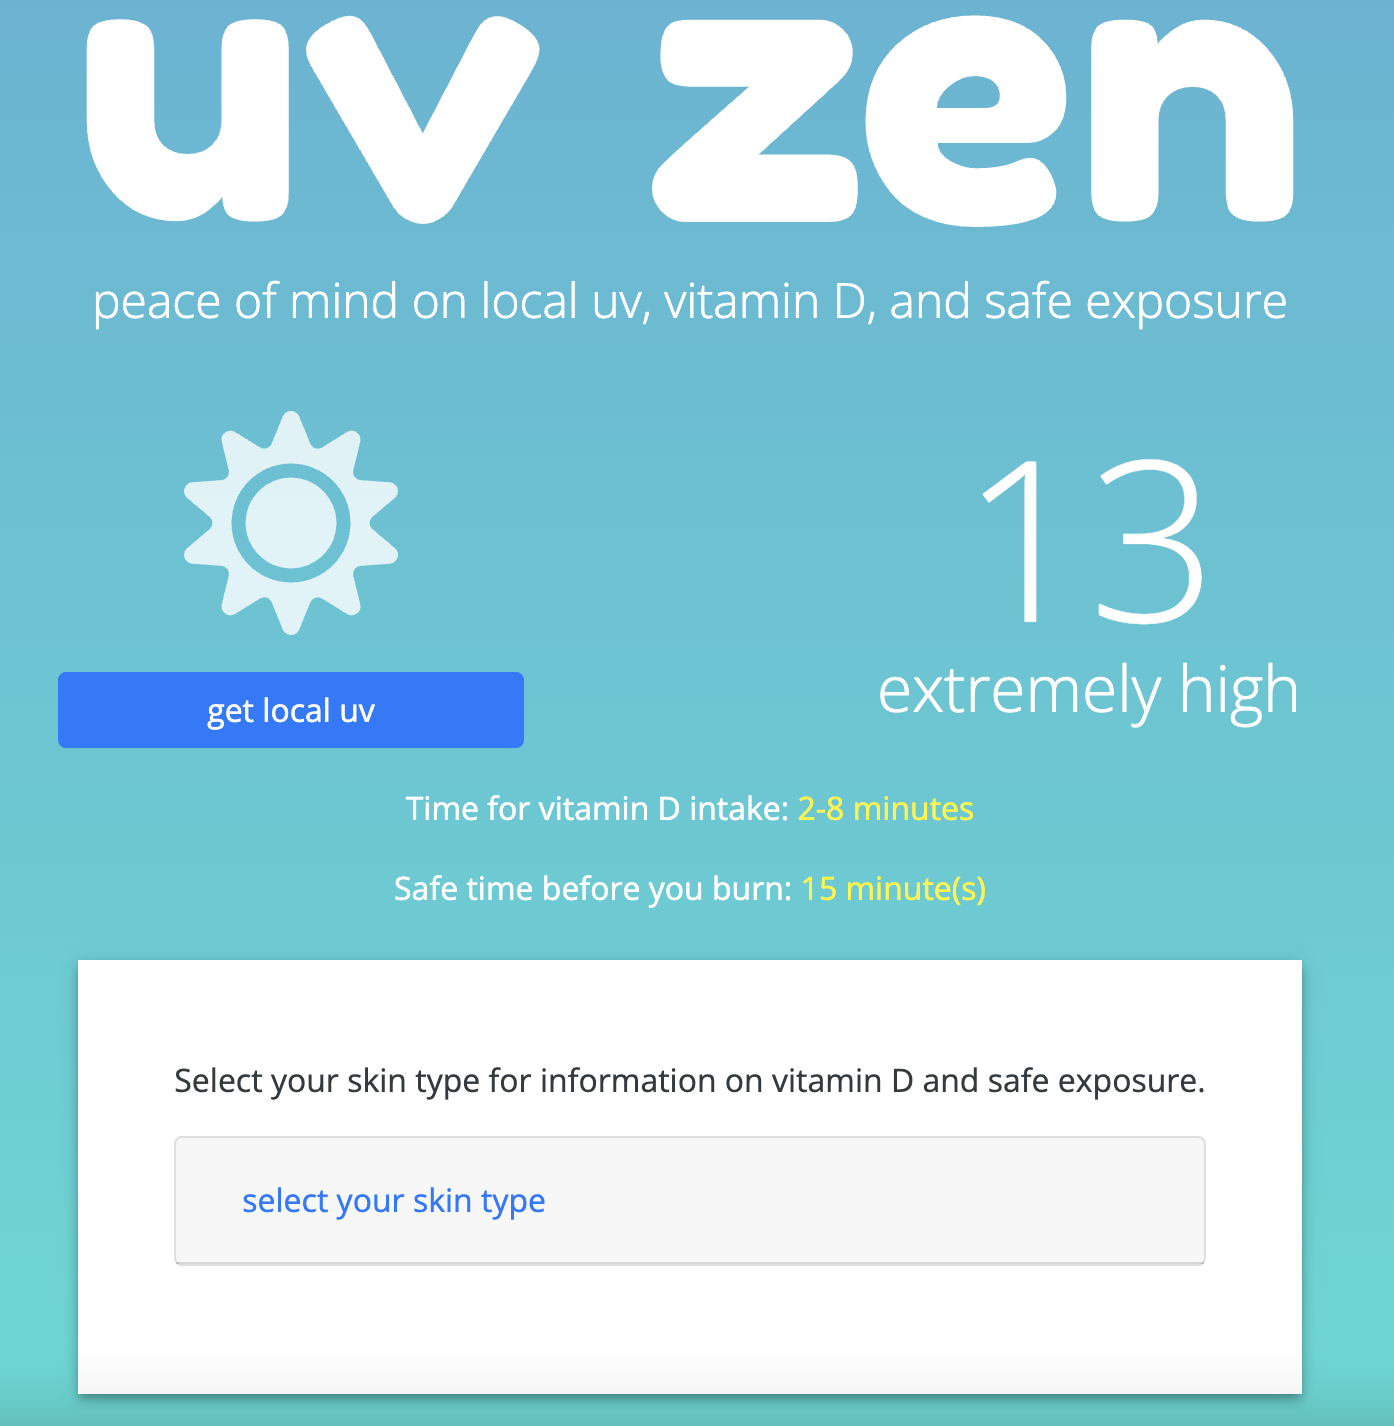 uv zen
peace of mind on local uv, vitamin D, and safe exposure
13
extremely high
get local uv
Time for vitamin D intake: 2-8 minutes
Safe time before you burn: 15 minute(s)
Select your skin type for information on vitamin D and safe exposure.
select your skin type